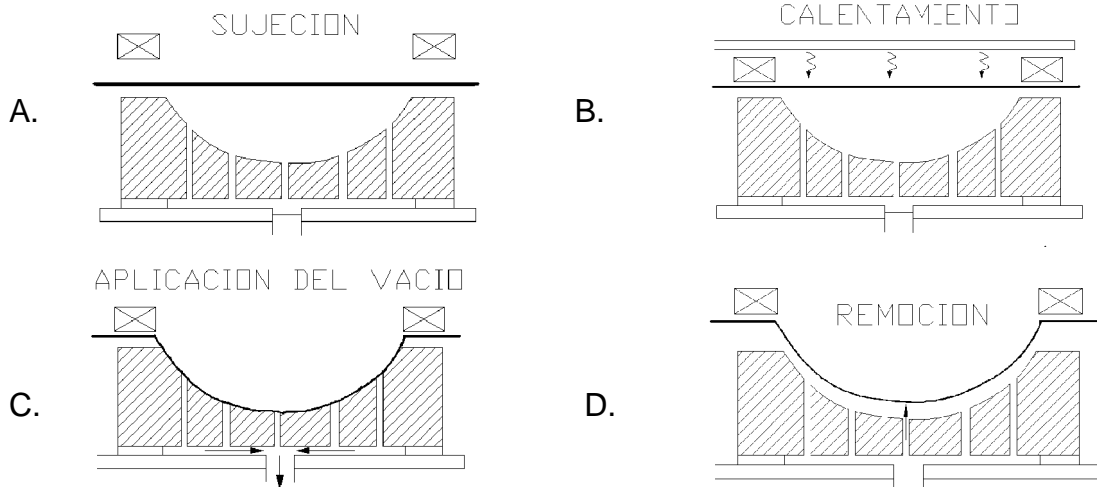 SUJECION
A.
CALENTAMIENTO
B.
APLICACION DEL VACIO
C.
REMOCION
D.